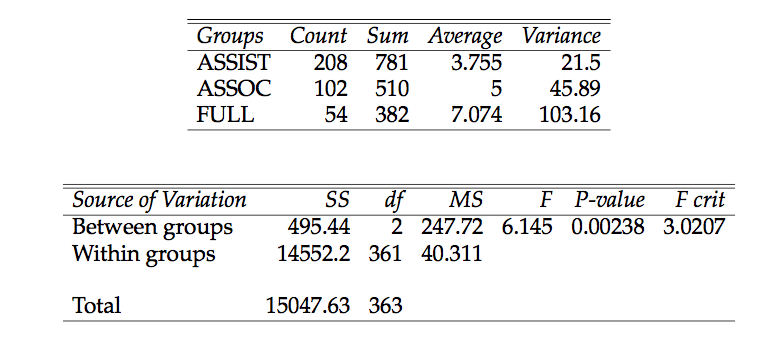 Groups Count Sum Average Variance
ASSIST 208 781 3.755 21.5
ASSOC 102 510 5 45.89
FULL 54 382 7.074 103.16
Source of Variation SS df MS F P-value F crit
Between groups 495.44 2 247.72 6.145 0.00238 3.0207
Within groups 14552.2 361 40.311
Total 15047.63 363